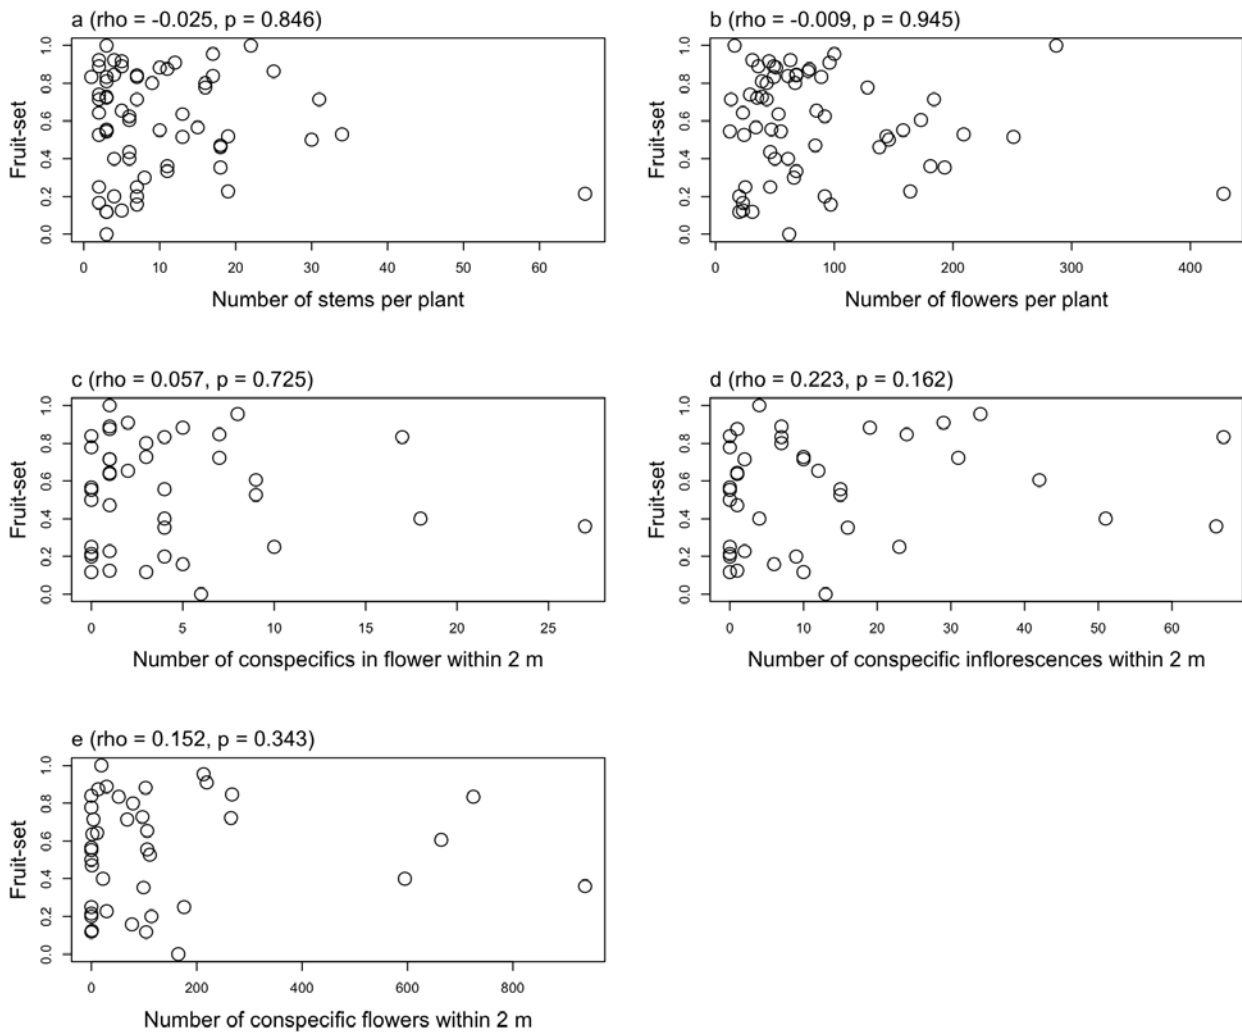 a (rho = -0.025, p = 0.846)
Fruit-set
0.0 0.2 0.4 0.6 0.8 1.0
0 10 20 30 40 50 60
Number of stems per plant
b (rho = -0.009, p = 0.945)
Fruit-set
0.0 0.2 0.4 0.6 0.8 1.0
0 100 200 300 400
Number of flowers per plant
c (rho = 0.057, p = 0.725)
Fruit-set
0.0 0.2 0.4 0.6 0.8 1.0
0 5 10 15 20 25
Number of conspecifics in flower within 2 m
d (rho = 0.223, p = 0.162)
Fruit-set
0.0 0.2 0.4 0.6 0.8 1.0
0 10 20 30 40 50 60
Number of conspecific inflorescences within 2 m
e (rho = 0.152, p = 0.343)
Fruit-set
0.0 0.2 0.4 0.6 0.8 1.0
0 200 400 600 800
Number of conspecific flowers within 2 m